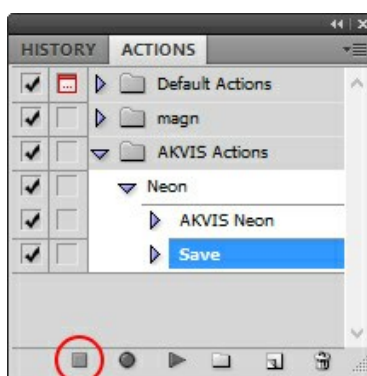 HISTORY ACTIONS
Default Actions
magn
AKVIS Actions
Neon
AKVIS Neon
Save